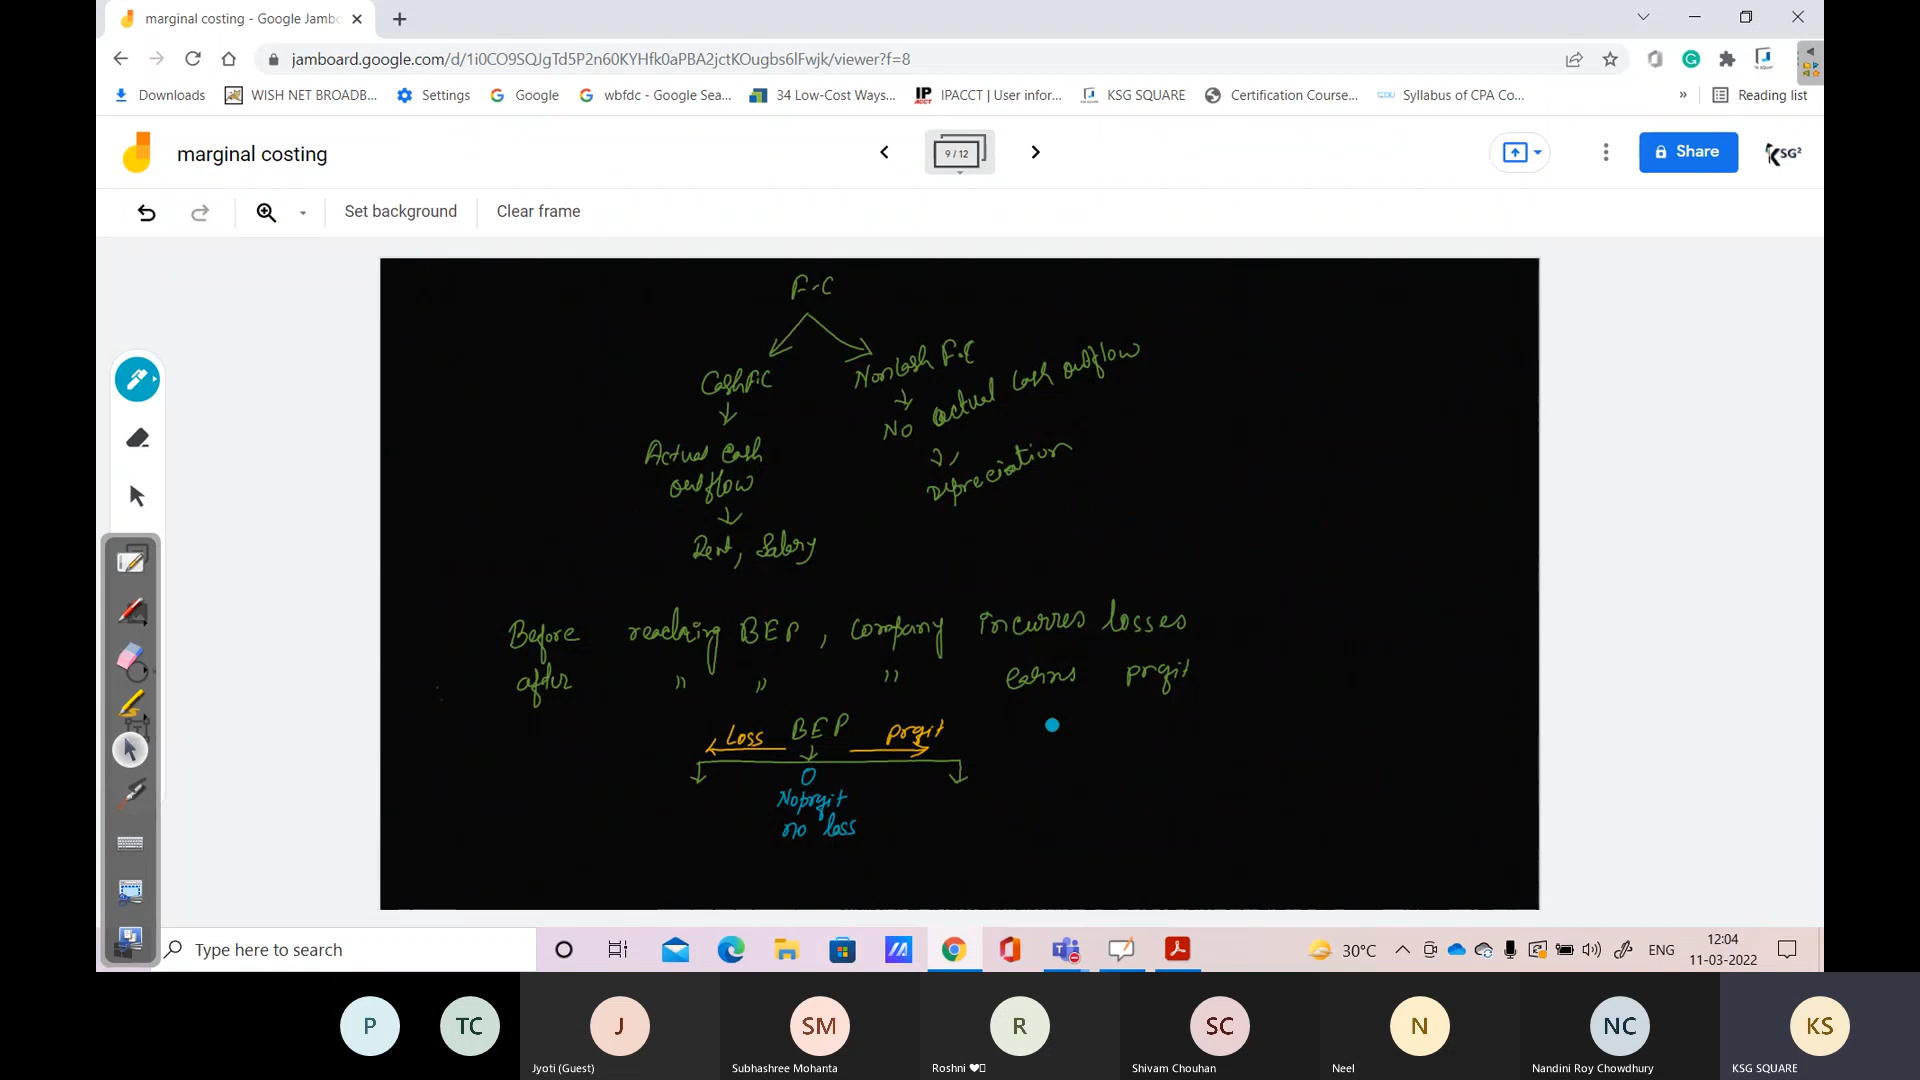 marginal costing - Google Jambo
jamboard.google.com/d/1i0CO9SQJgTd5P2n60KYHfk0aPBA2jctKOugbs6lFwjk/viewer?f=8
Downloads WISH NET BROADB... Settings Google wbfdc - Google Sea... 34 Low-Cost Ways... IPACCT | User infor... KSG SQUARE Certification Course... Syllabus of CPA Co... » Reading list
marginal costing
9 / 12
Share
KSG²
Set background
Clear frame
F.C
Cash F.C
Non Cash F.C
Actual Cash outflow
NO actual cash outflow
Depreciation
Rent, Salary
Before reaching BEP, Company incurres losses
after " " " earns profit
Loss BEP Profit
0
No profit
no loss
Type here to search
30°C
ENG
12:04
11-03-2022
P
TC
J
SM
R
SC
N
NC
KS
Jyoti (Guest)
Subhashree Mohanta
Roshni
Shivam Chouhan
Neel
Nandini Roy Chowdhury
KSG SQUARE